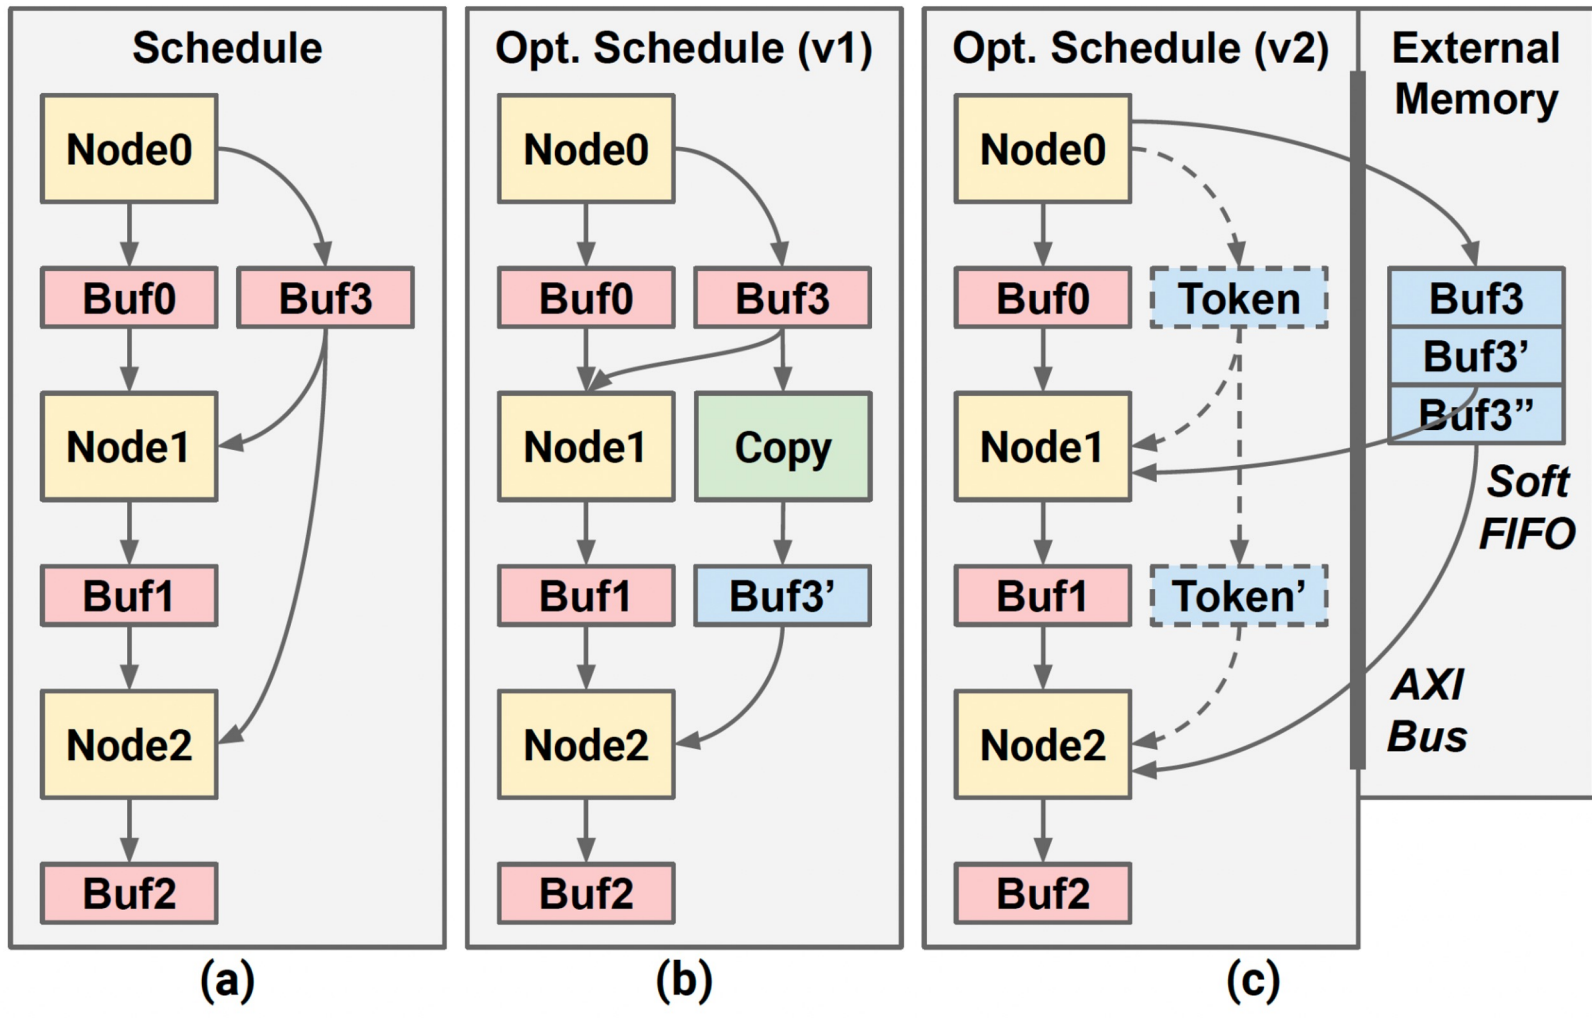 Schedule
Node0
Buf0
Buf3
Node1
Buf1
Node2
Buf2
(a)
Opt. Schedule (v1)
Node0
Buf0
Buf3
Node1
Copy
Buf1
Buf3’
Node2
Buf2
(b)
Opt. Schedule (v2)
Node0
Buf0
Token
Node1
Buf1
Token’
Node2
Buf2
External
Memory
Buf3
Buf3’
Buf3”
Soft
FIFO
AXI
Bus
(c)